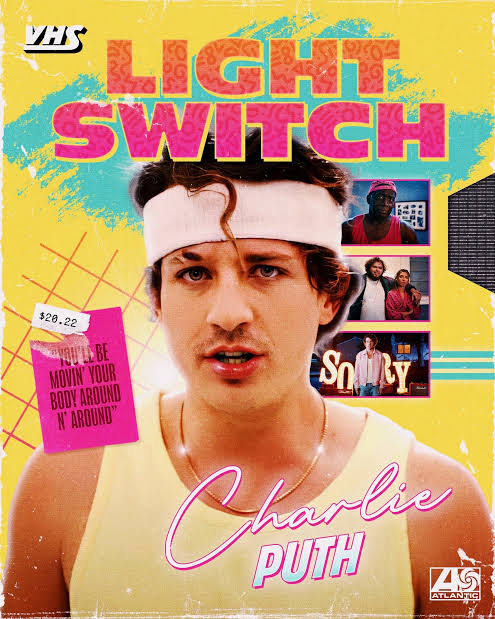 VHS
LIGHT
SWITCH
$20.22
"YOU'LL BE
MOVIN' YOUR
BODY AROUND
N' AROUND"
SORRY
Charlie
PUTH
ATLANTIC